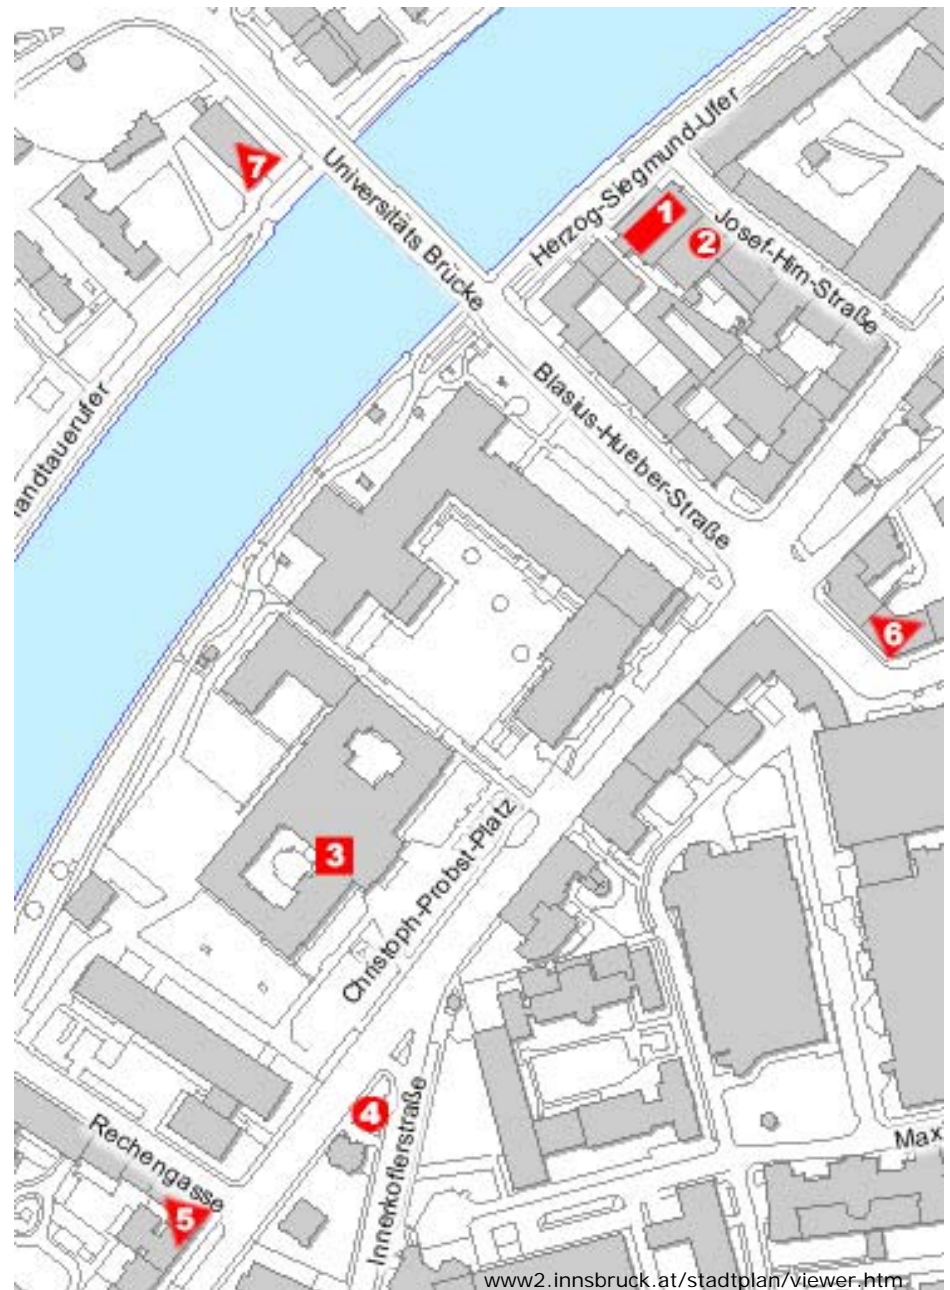 Herzog-Siegmund-Ufer
7
Universitäts Brücke
1
2
Josef-Hirn-Straße
andtauerufer
Blasius-Hueber-Straße
6
3
Christoph-Probst-Platz
4
Innerkoflerstraße
Max
Rechengasse
5
www2.innsbruck.at/stadtplan/viewer.htm